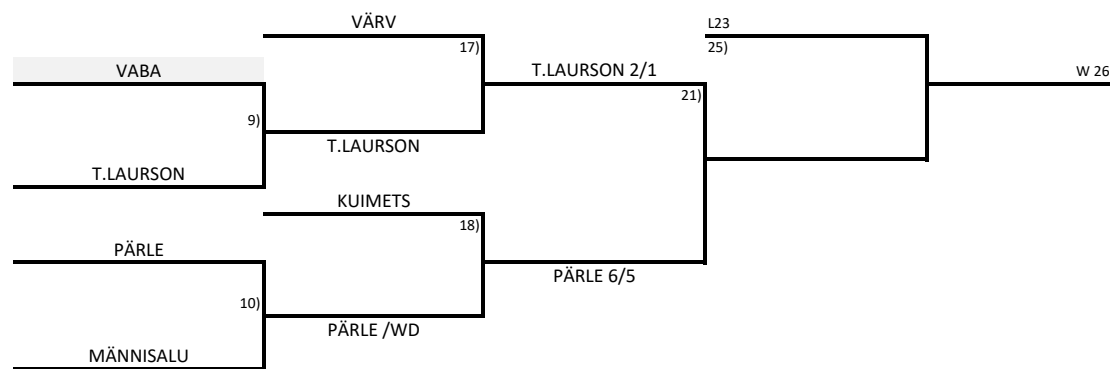 VÄRV
L23
17)
25)
VABA
T.LAURSON 2/1
W 26
21)
9)
T.LAURSON
T.LAURSON
KUIMETS
18)
PÄRLE
PÄRLE 6/5
10)
PÄRLE /WD
MÄNNISALU